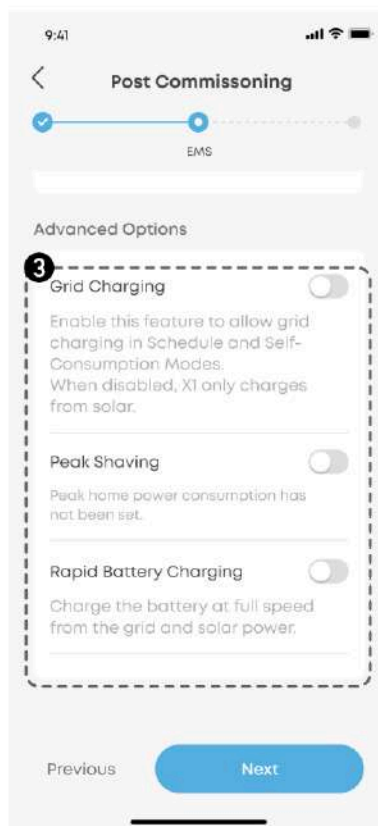 9:41
Post Commissoning
EMS
Advanced Options
3
Grid Charging
Enable this feature to allow grid
charging in Schedule and Self-
Consumption Modes.
When disabled, X1 only charges
from solar.
Peak Shaving
Peak home power consumption has
not been set.
Rapid Battery Charging
Charge the battery at full speed
from the grid and solar power.
Previous
Next